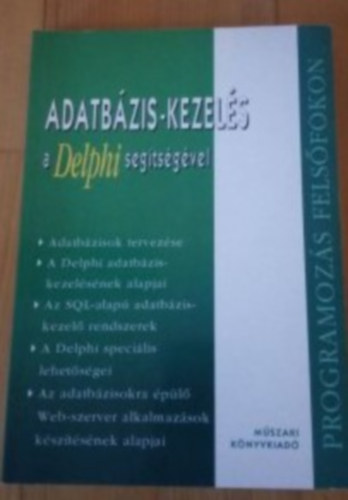 ADATBÁZIS-KEZELÉS
a Delphi segítségével
Adatbázisok tervezése
A Delphi adatbázis-
kezelésének alapjai
Az SQL-alapú adatbázis-
kezelő rendszerek
A Delphi speciális
lehetőségei
Az adatbázisokra épülő
Web-szerver alkalmazások
készítésének alapjai
MŰSZAKI
KÖNYVKIADÓ
PROGRAMOZÁS FELSŐFOKON